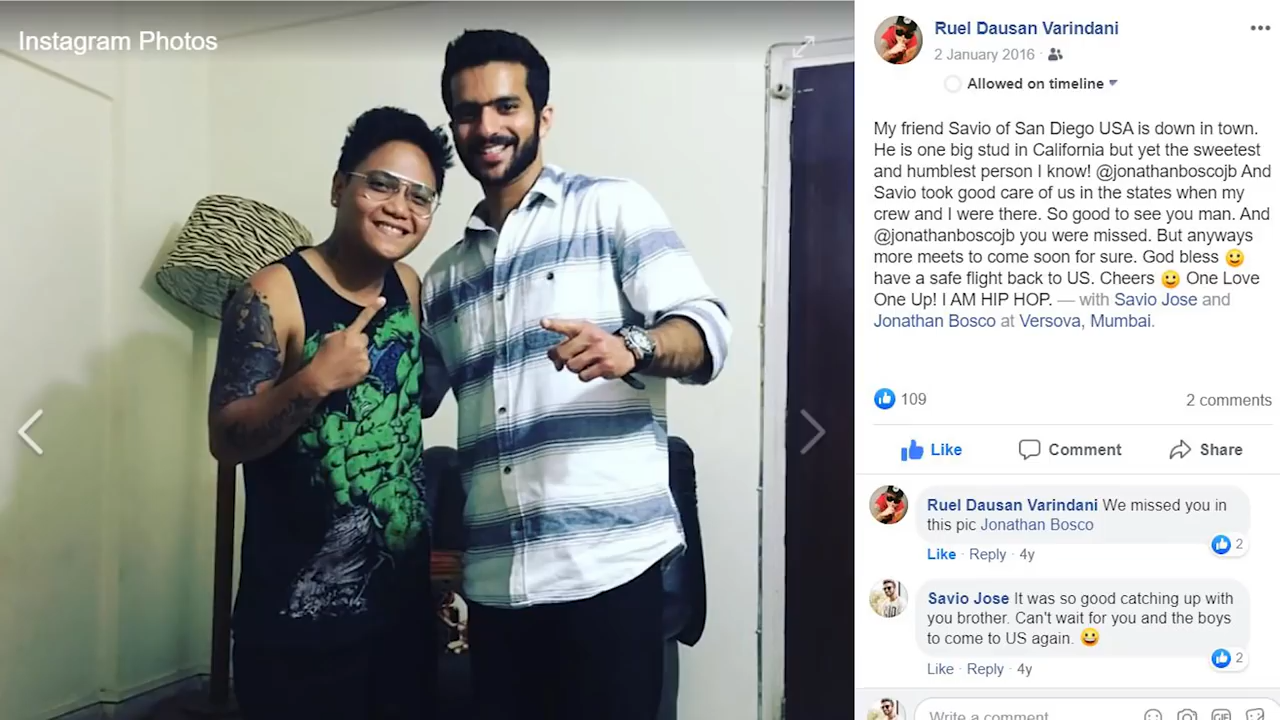 Instagram Photos
Ruel Dausan Varindani
2 January 2016 ·
Allowed on timeline
My friend Savio of San Diego USA is down in town.
He is one big stud in California but yet the sweetest
and humblest person I know! @jonathanboscojb And
Savio took good care of us in the states when my
crew and I were there. So good to see you man. And
@jonathanboscojb you were missed. But anyways
more meets to come soon for sure. God bless 😀
have a safe flight back to US. Cheers 😀 One Love
One Up! I AM HIP HOP. — with Savio Jose and
Jonathan Bosco at Versova, Mumbai.
109
2 comments
Like
Comment
Share
Ruel Dausan Varindani We missed you in
this pic Jonathan Bosco
2
Like · Reply · 4y
Savio Jose It was so good catching up with
you brother. Can't wait for you and the boys
to come to US again. 😀
2
Like · Reply · 4y
Write a comment